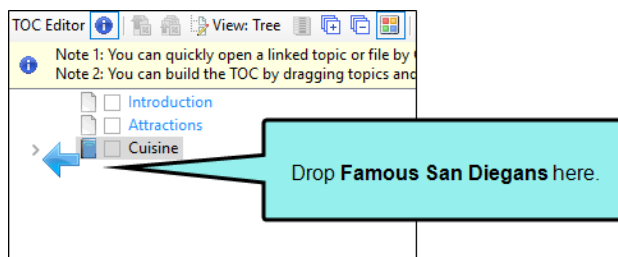 TOC Editor View: Tree
Note 1: You can quickly open a linked topic or file by
Note 2: You can build the TOC by dragging topics and
Introduction
Attractions
Cuisine
Drop Famous San Diegans here.